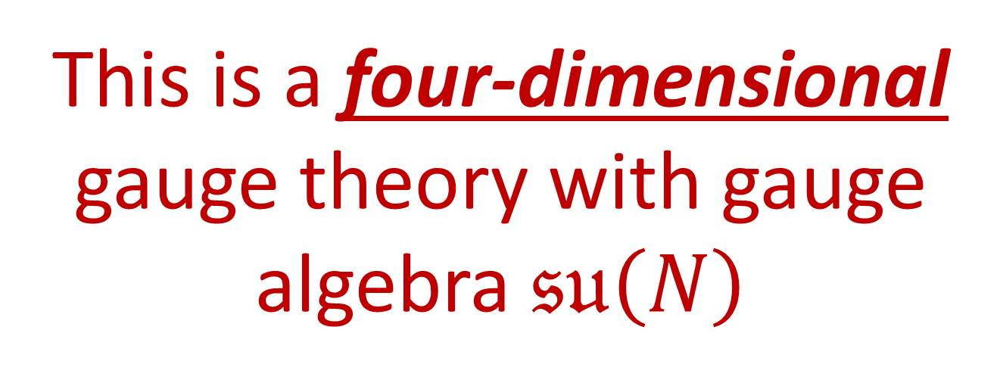 This is a four-dimensional
gauge theory with gauge
algebra 𝔰𝔲(𝑁)